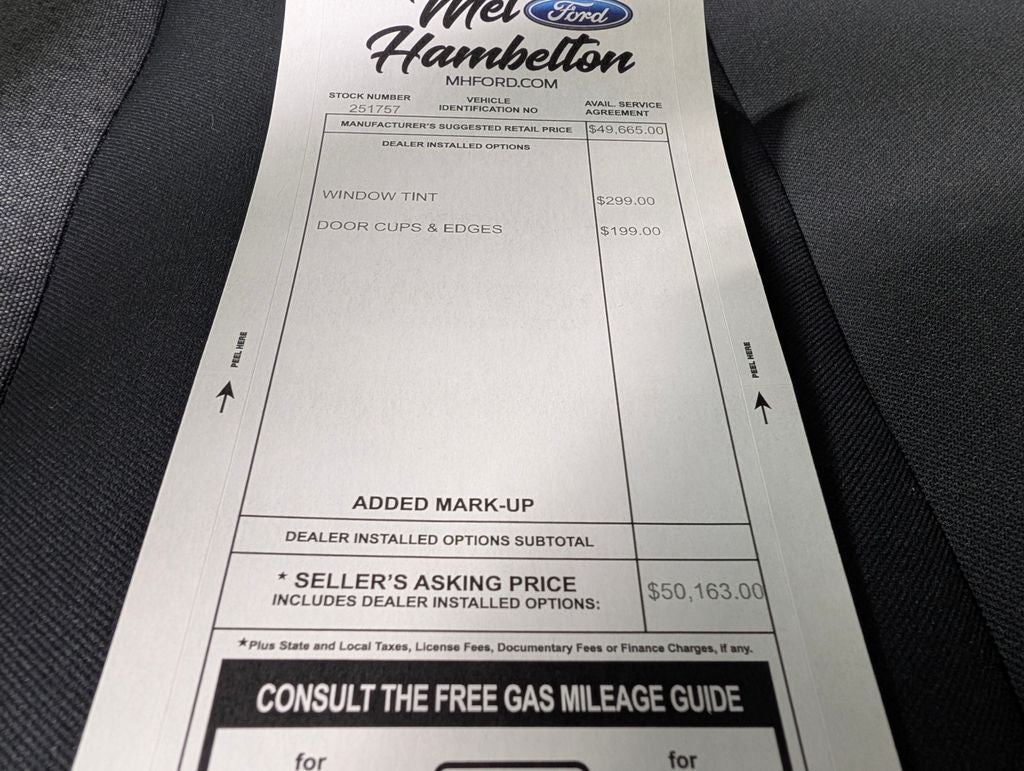 Mel Ford
Hambelton
MHFORD.COM
STOCK NUMBER
251757
VEHICLE
IDENTIFICATION NO
AVAIL. SERVICE
AGREEMENT
MANUFACTURER'S SUGGESTED RETAIL PRICE $49,665.00
DEALER INSTALLED OPTIONS
WINDOW TINT $299.00
DOOR CUPS & EDGES $199.00
PEEL HERE
PEEL HERE
ADDED MARK-UP
DEALER INSTALLED OPTIONS SUBTOTAL
* SELLER'S ASKING PRICE
INCLUDES DEALER INSTALLED OPTIONS:
$50,163.00
*Plus State and Local Taxes, License Fees, Documentary Fees or Finance Charges, if any.
CONSULT THE FREE GAS MILEAGE GUIDE
for for